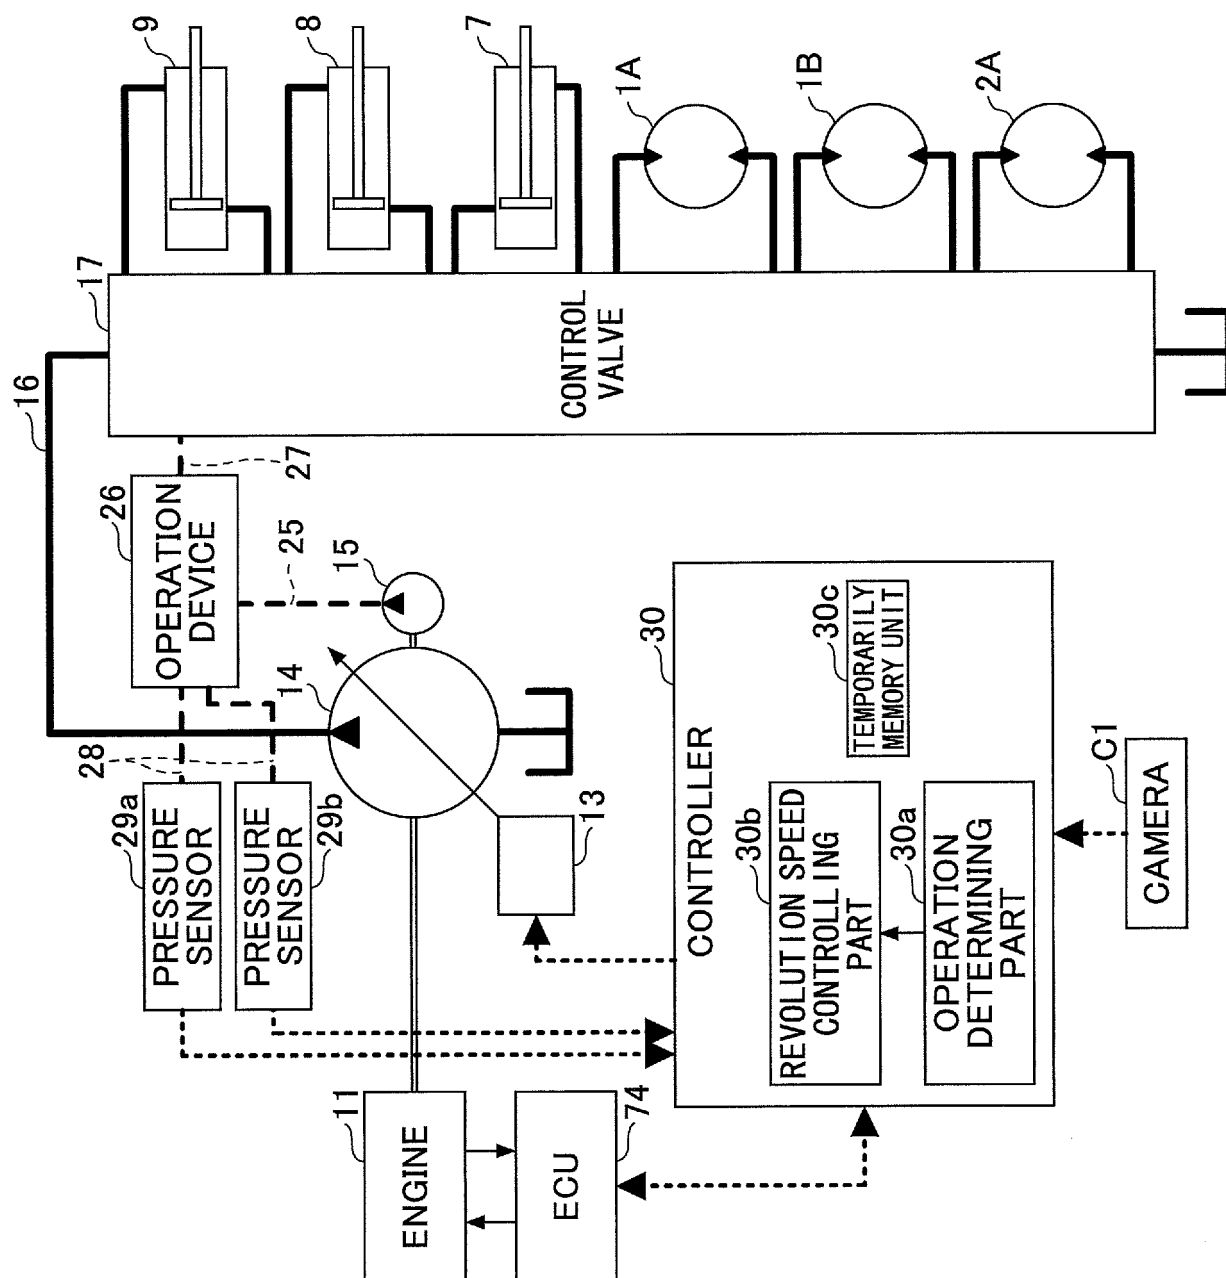 11
ENGINE
ECU
74
29a
PRESSURE
SENSOR
PRESSURE
SENSOR
29b
28
13
14
15
25
26
OPERATION
DEVICE
27
16
17
CONTROL
VALVE
9
8
7
1A
1B
2A
30
CONTROLLER
30b
REVOLUTION SPEED
CONTROLLING
PART
30a
OPERATION
DETERMINING
PART
30c
TEMPORARILY
MEMORY UNIT
C1
CAMERA